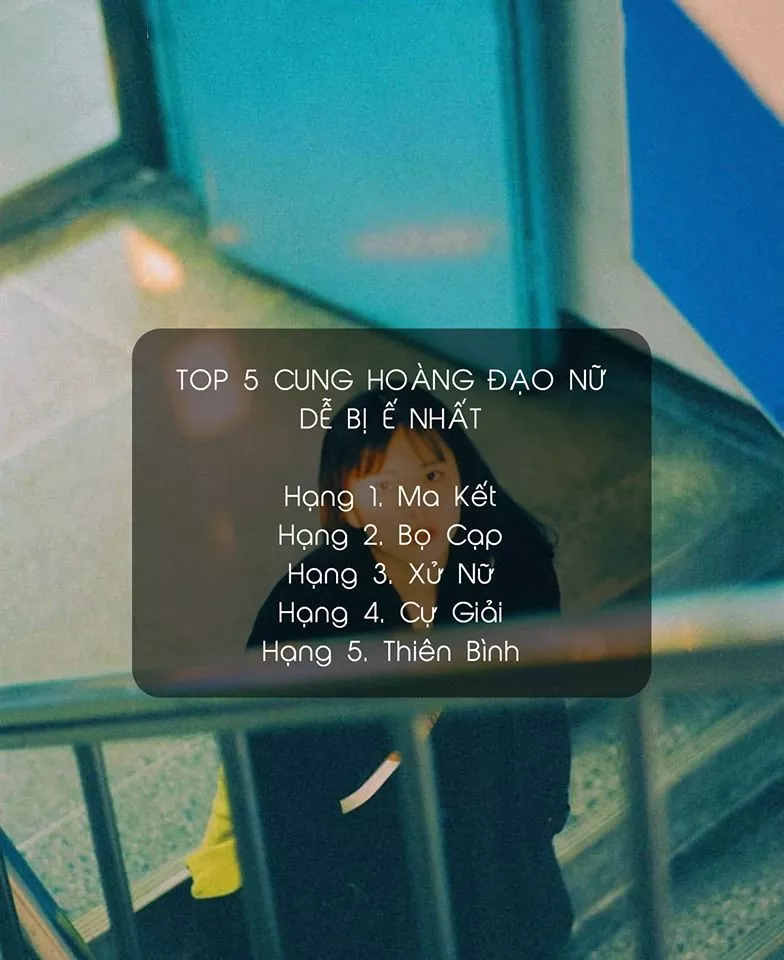 TOP 5 CUNG HOÀNG ĐẠO NỮ
DỄ BỊ Ế NHẤT
Hạng 1. Ma Kết
Hạng 2. Bọ Cạp
Hạng 3. Xử Nữ
Hạng 4. Cự Giải
Hạng 5. Thiên Bình